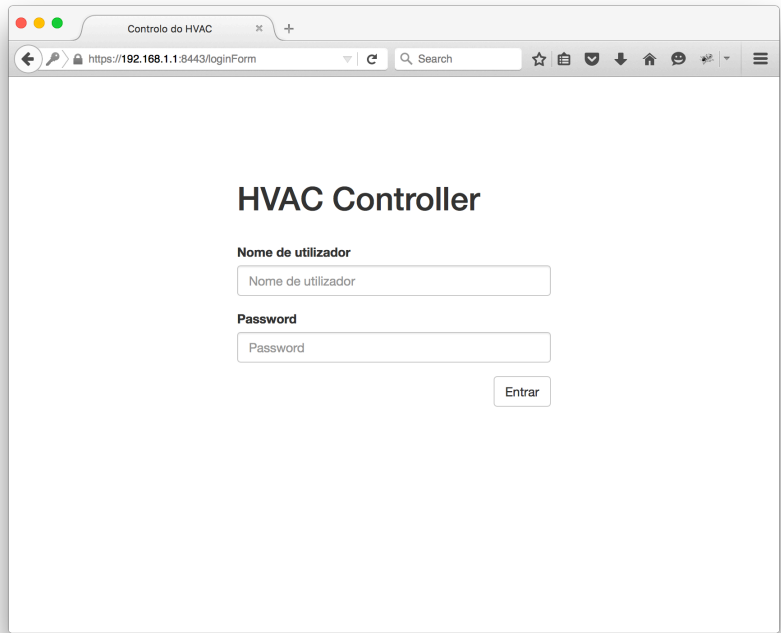 Controlo do HVAC
https://192.168.1.1:8443/loginForm
Search
HVAC Controller
Nome de utilizador
Nome de utilizador
Password
Password
Entrar